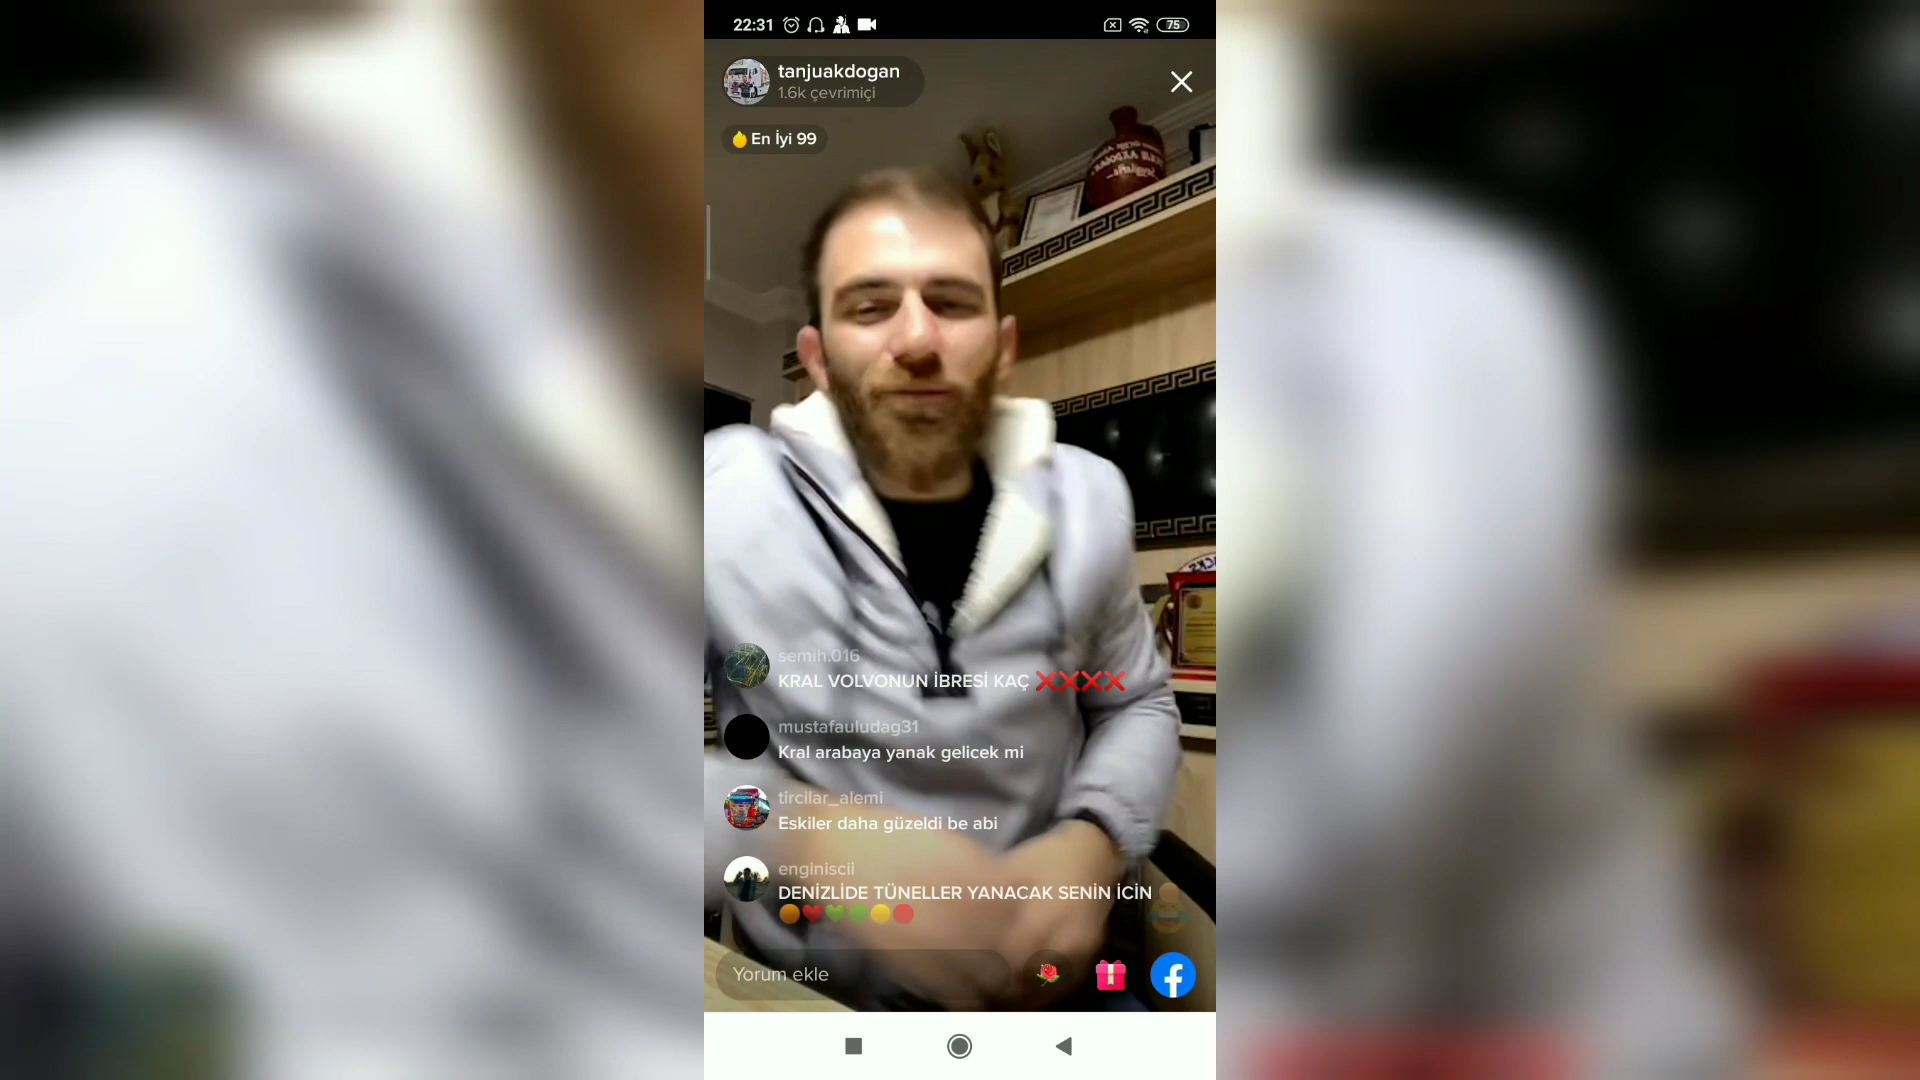 22:31
75
tanjuakdogan
1.6k çevrimiçi
En İyi 99
semih.016
KRAL VOLVONUN İBRESİ KAÇ ❌❌❌❌
mustafauludag31
Kral arabaya yanak gelicek mi
tircilar_alemi
Eskiler daha güzeldi be abi
enginiscii
DENİZLİDE TÜNELLER YANACAK SENİN İCİN
🟠❤️💚🟢🟡🔴
Yorum ekle